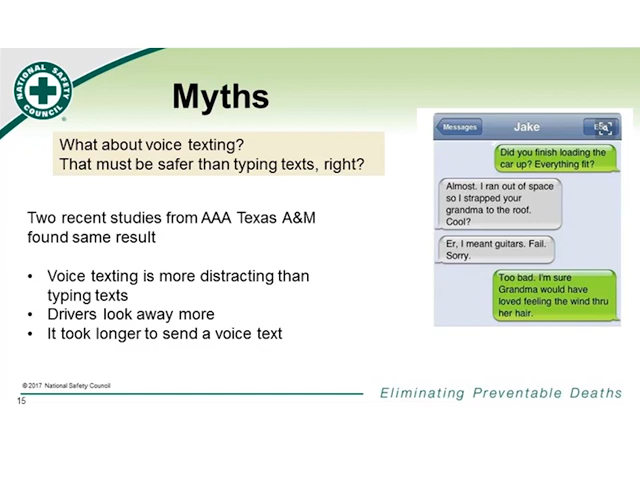 NATIONAL SAFETY COUNCIL
Myths
What about voice texting?
That must be safer than typing texts, right?
Two recent studies from AAA Texas A&M
found same result
• Voice texting is more distracting than
typing texts
• Drivers look away more
• It took longer to send a voice text
Messages
Jake
Did you finish loading the
car up? Everything fit?
Almost. I ran out of space
so I strapped your
grandma to the roof.
Cool?
Er, I meant guitars. Fail.
Sorry.
Too bad. I'm sure
Grandma would have
loved feeling the wind thru
her hair.
© 2017 National Safety Council
Eliminating Preventable Deaths
15